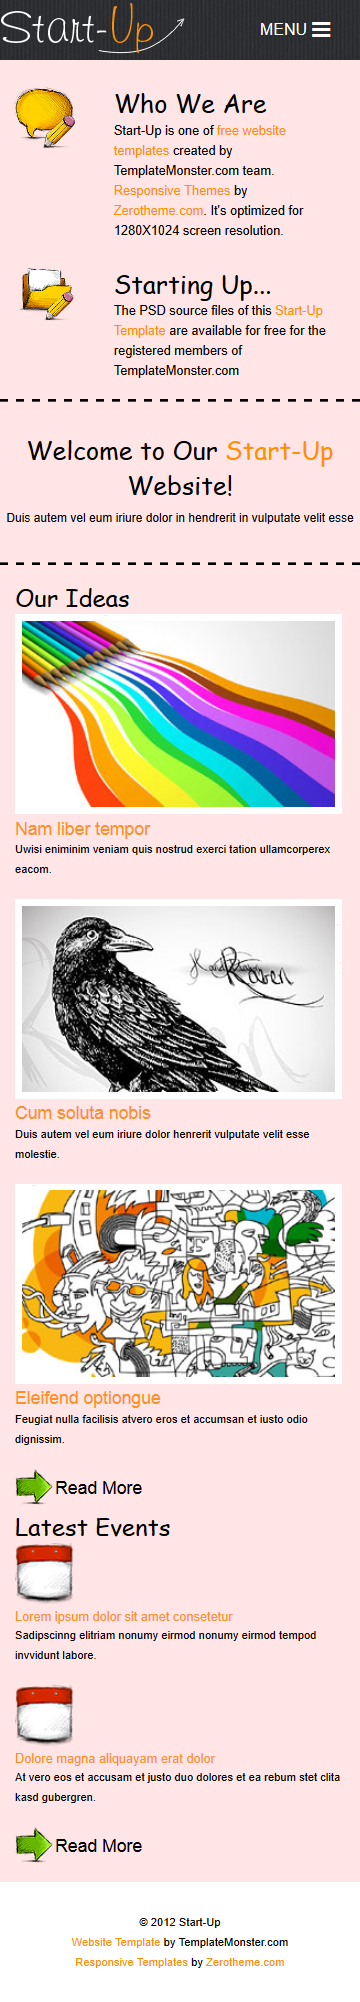 Start-Up
MENU
Who We Are
Start-Up is one of free website
templates created by
TemplateMonster.com team.
Responsive Themes by
Zerotheme.com. It's optimized for
1280X1024 screen resolution.
Starting Up...
The PSD source files of this Start-Up
Template are available for free for the
registered members of
TemplateMonster.com
Welcome to Our Start-Up
Website!
Duis autem vel eum iriure dolor in hendrerit in vulputate velit esse
Our Ideas
Nam liber tempor
Uwisi eniminim veniam quis nostrud exerci tation ullamcorperex
eacom.
Raven
Cum soluta nobis
Duis autem vel eum iriure dolor henrerit vulputate velit esse
molestie.
Eleifend optiongue
Feugiat nulla facilisis atvero eros et accumsan et iusto odio
dignissim.
Read More
Latest Events
Lorem ipsum dolor sit amet consetetur
Sadipscinng elitriam nonumy eirmod nonumy eirmod tempod
invvidunt labore.
Dolore magna aliquayam erat dolor
At vero eos et accusam et justo duo dolores et ea rebum stet clita
kasd gubergren.
Read More
© 2012 Start-Up
Website Template by TemplateMonster.com
Responsive Templates by Zerotheme.com